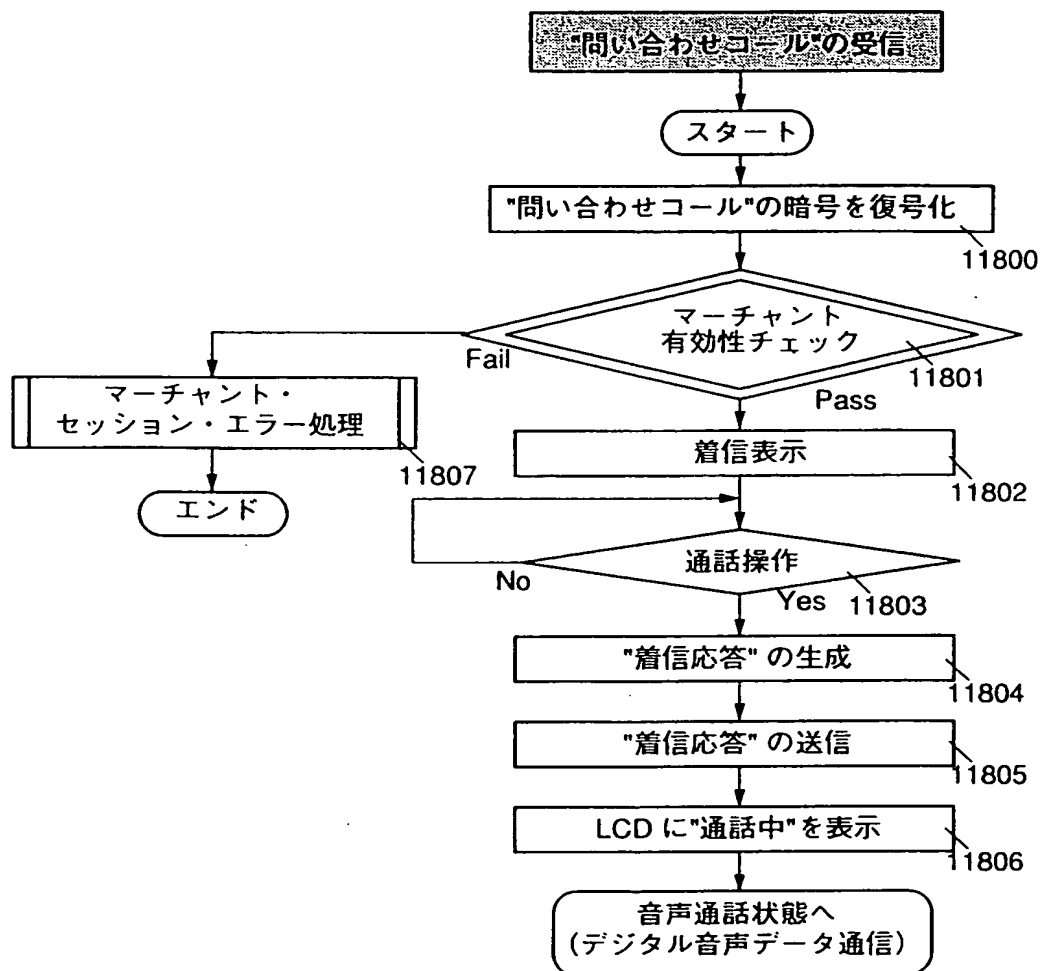 "問い合わせコール"の受信
スタート
"問い合わせコール"の暗号を復号化
11800
マーチャント
有効性チェック
11801
Fail
Pass
マーチャント・
セッション・エラー処理
11807
エンド
着信表示
11802
通話操作
No
Yes
11803
"着信応答" の生成
11804
"着信応答" の送信
11805
LCD に"通話中"を表示
11806
音声通話状態へ
(デジタル音声データ通信)